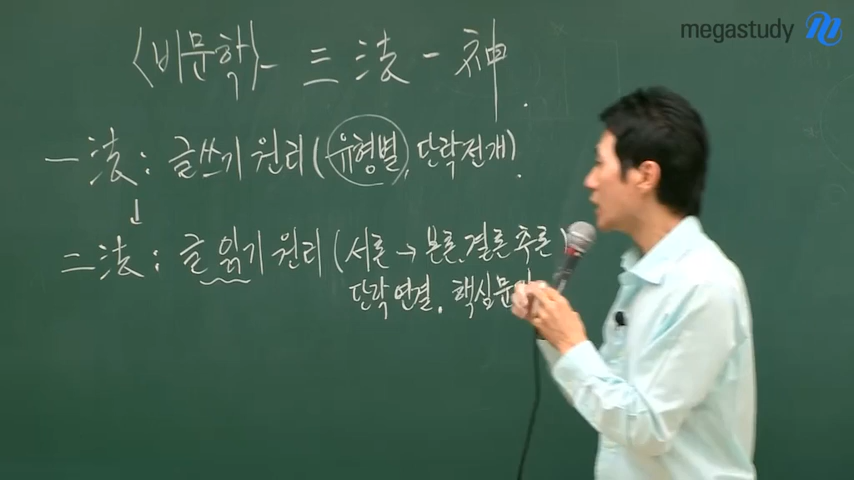 megastudy
<비문학>- 三法-神.
一法: 글쓰기 원리(유형별, 단락전개).
↓
二法: 글 읽기 원리(서론→본론.결론 추론)
단락 연결. 핵심문